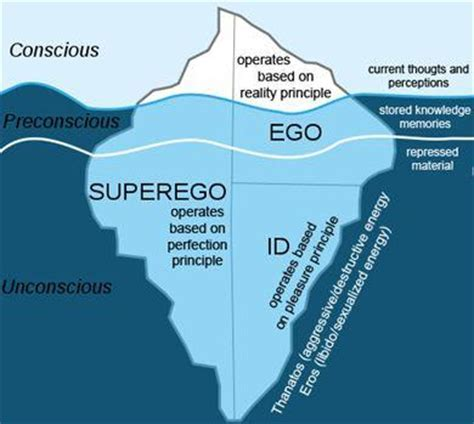 Conscious
operates
based on
reality principle
current thougts and
perceptions
Preconscious
EGO
stored knowledge
memories
repressed
material
SUPEREGO
operates
based on
perfection
principle
ID
operates based
on pleasure principle
Unconscious
Thanatos (aggressive/destructive energy
Eros (libido/sexualized energy)